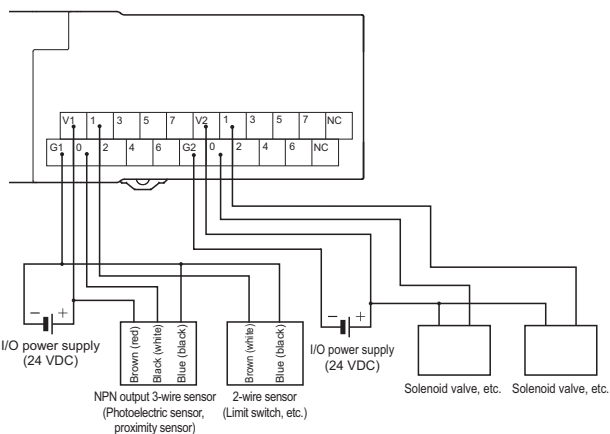 V1 1 3 5 7 V2 1 3 5 7 NC
G1 0 2 4 6 G2 0 2 4 6 NC
− +
I/O power supply
(24 VDC)
Brown (red)
Black (white)
Blue (black)
NPN output 3-wire sensor
(Photoelectric sensor,
proximity sensor)
Brown (white)
Blue (black)
2-wire sensor
(Limit switch, etc.)
− +
I/O power supply
(24 VDC)
Solenoid valve, etc.
Solenoid valve, etc.